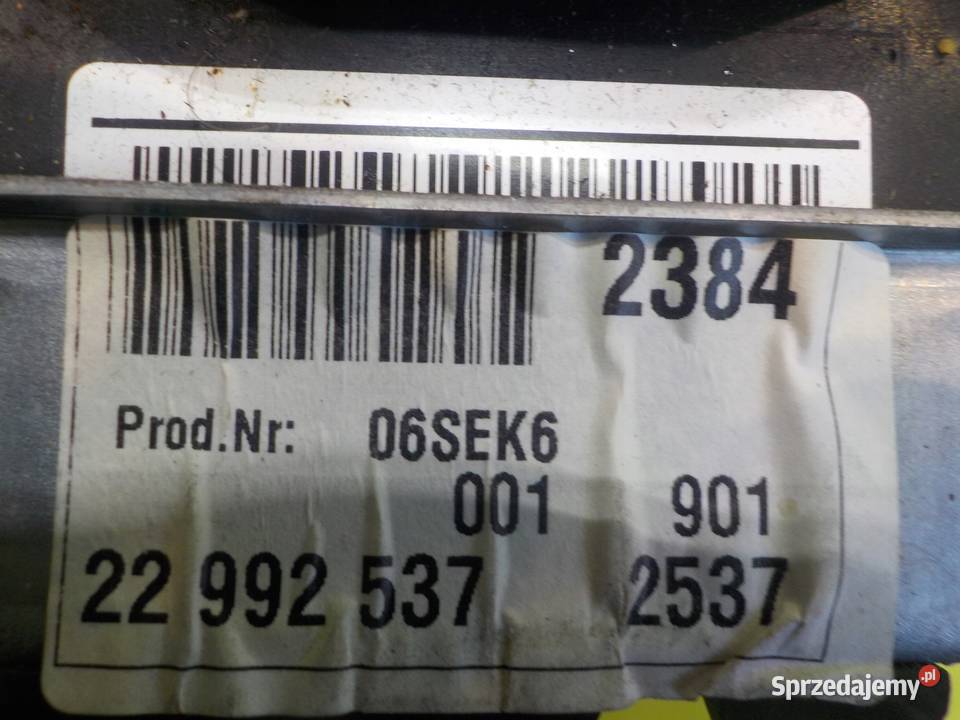 2384
Prod.Nr: 06SEK6
001 901
22 992 537 2537
Sprzedajemy.pl